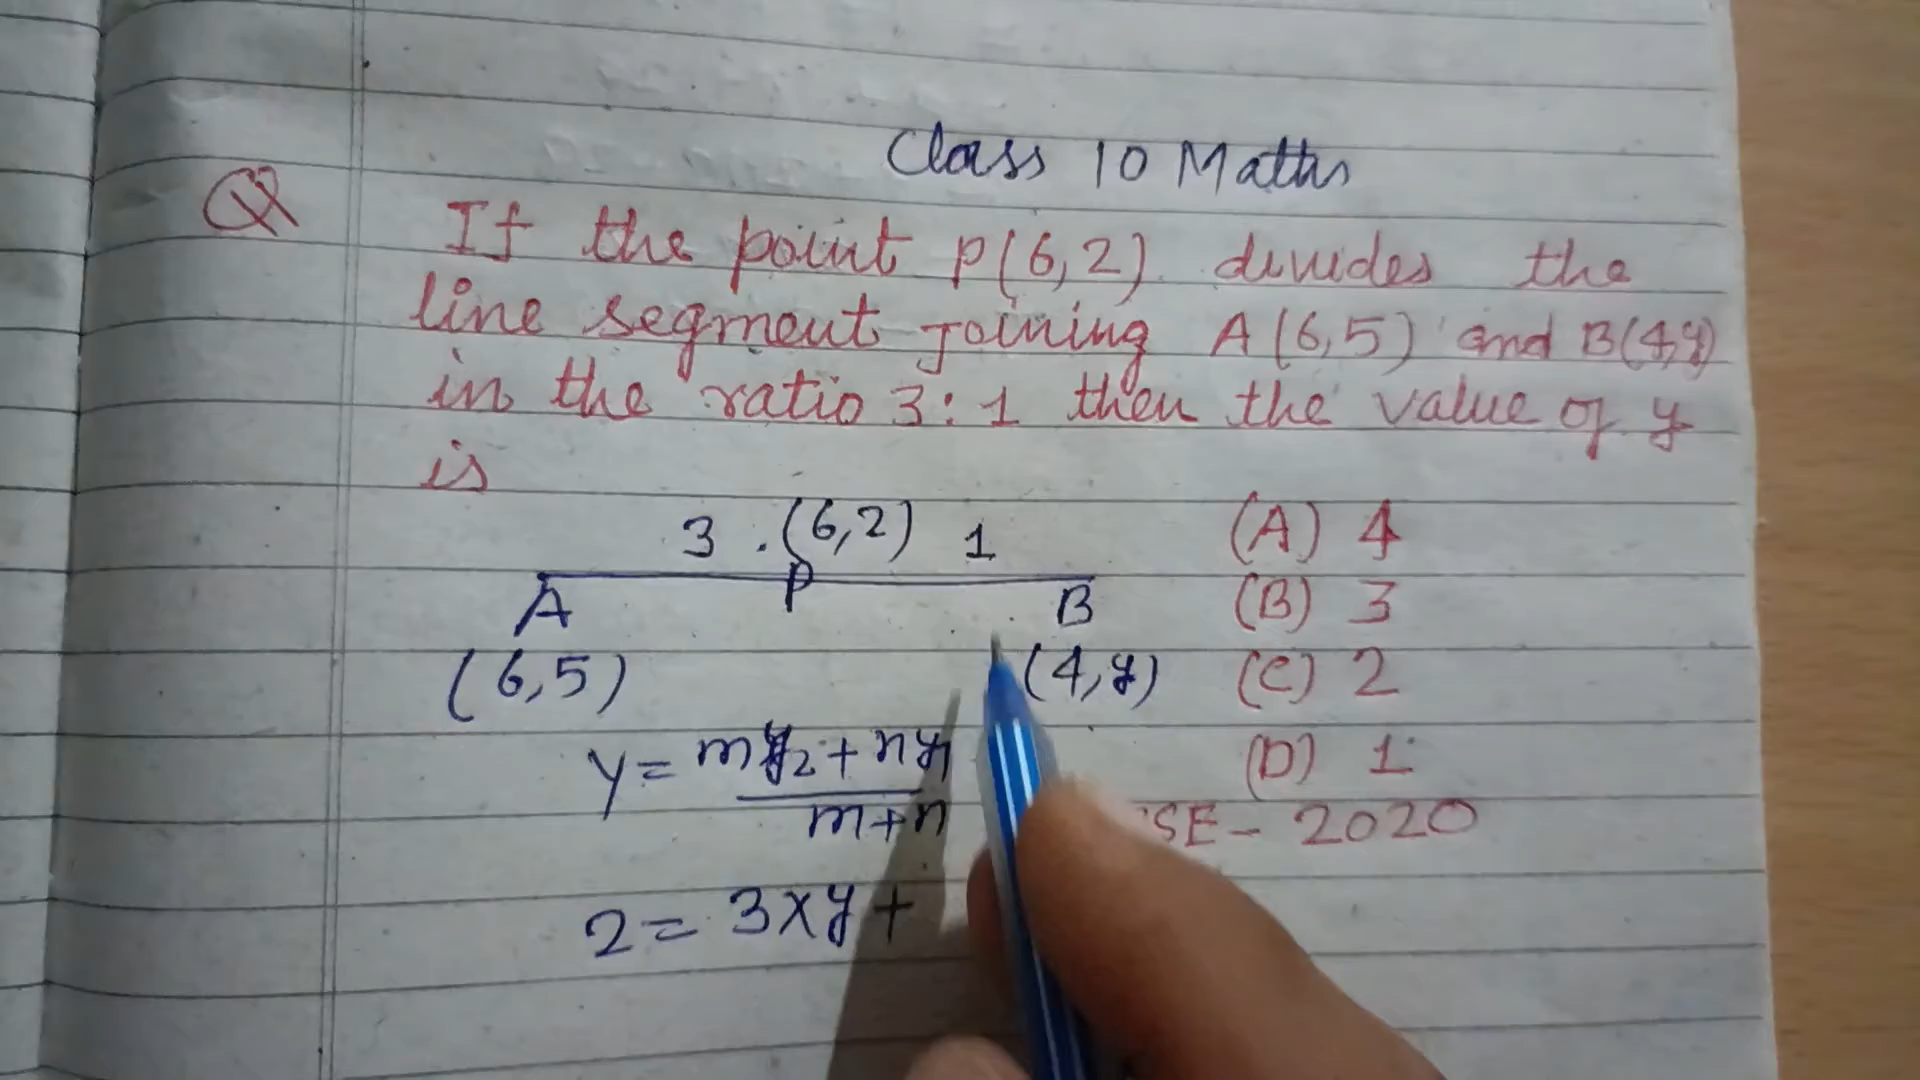 Class 10 Maths
Q If the point P(6,2) divides the
line segment joining A(6,5) and B(4,y)
in the ratio 3:1 then the value of y
is
3 .(6,2) 1 (A) 4
A P B (B) 3
(6,5) (4,y) (C) 2
y = my2 + ny1 (D) 1
m+n SE - 2020
2 = 3xy +